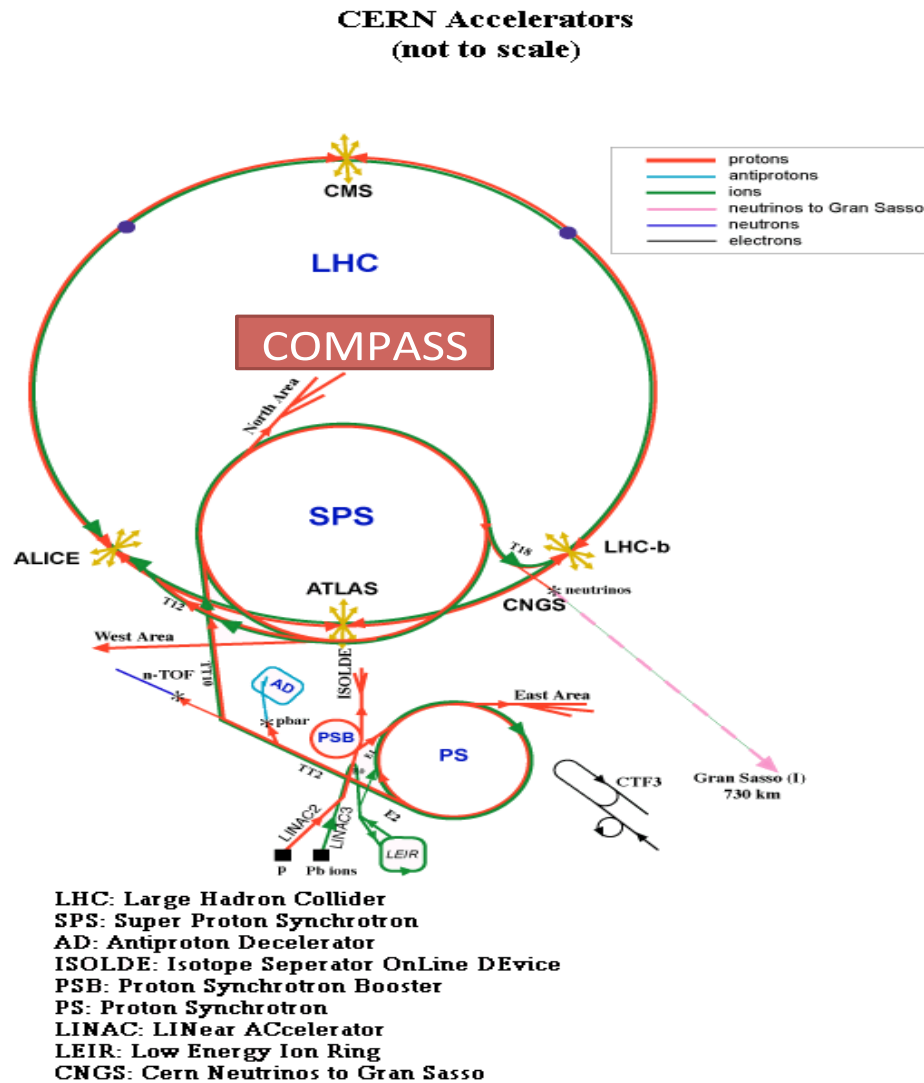 CERN Accelerators
(not to scale)
protons
antiprotons
ions
neutrinos to Gran Sasso
neutrons
electrons
CMS
LHC
COMPASS
North Area
SPS
ALICE
LHC-b
T18
ATLAS
neutrinos
CNGS
T12
West Area
TT10
ISOLDE
n-TOF
AD
East Area
pbar
PSB
PS
E1
TT2
Gran Sasso (I)
730 km
CTF3
LINAC2
LINAC3
E2
LEIR
p
Pb ions
LHC: Large Hadron Collider
SPS: Super Proton Synchrotron
AD: Antiproton Decelerator
ISOLDE: Isotope Seperator OnLine DEvice
PSB: Proton Synchrotron Booster
PS: Proton Synchrotron
LINAC: LINear ACcelerator
LEIR: Low Energy Ion Ring
CNGS: Cern Neutrinos to Gran Sasso